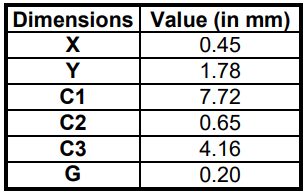 Dimensions Value (in mm)
X 0.45
Y 1.78
C1 7.72
C2 0.65
C3 4.16
G 0.20